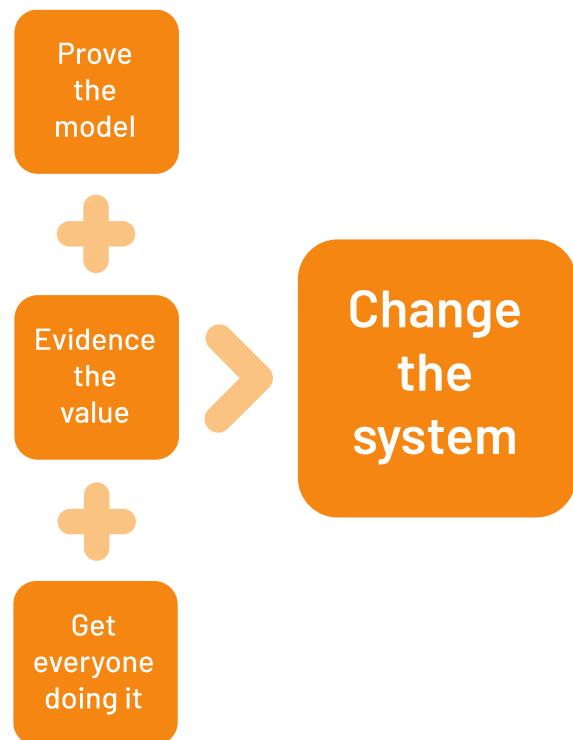 Prove
the
model
Evidence
the
value
Get
everyone
doing it
Change
the
system